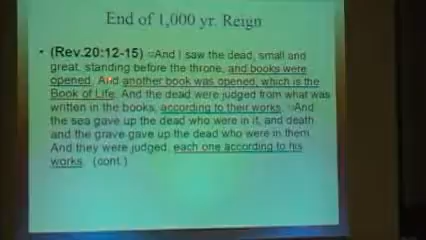 End of 1,000 yr. Reign
• (Rev.20:12-15) And I saw the dead, small and
great, standing before the throne, and books were
opened. And another book was opened, which is the
Book of Life. And the dead were judged from what was
written in the books, according to their works. And
the sea gave up the dead who were in it, and death
and the grave gave up the dead who were in them.
And they were judged, each one according to his
works. (cont.)